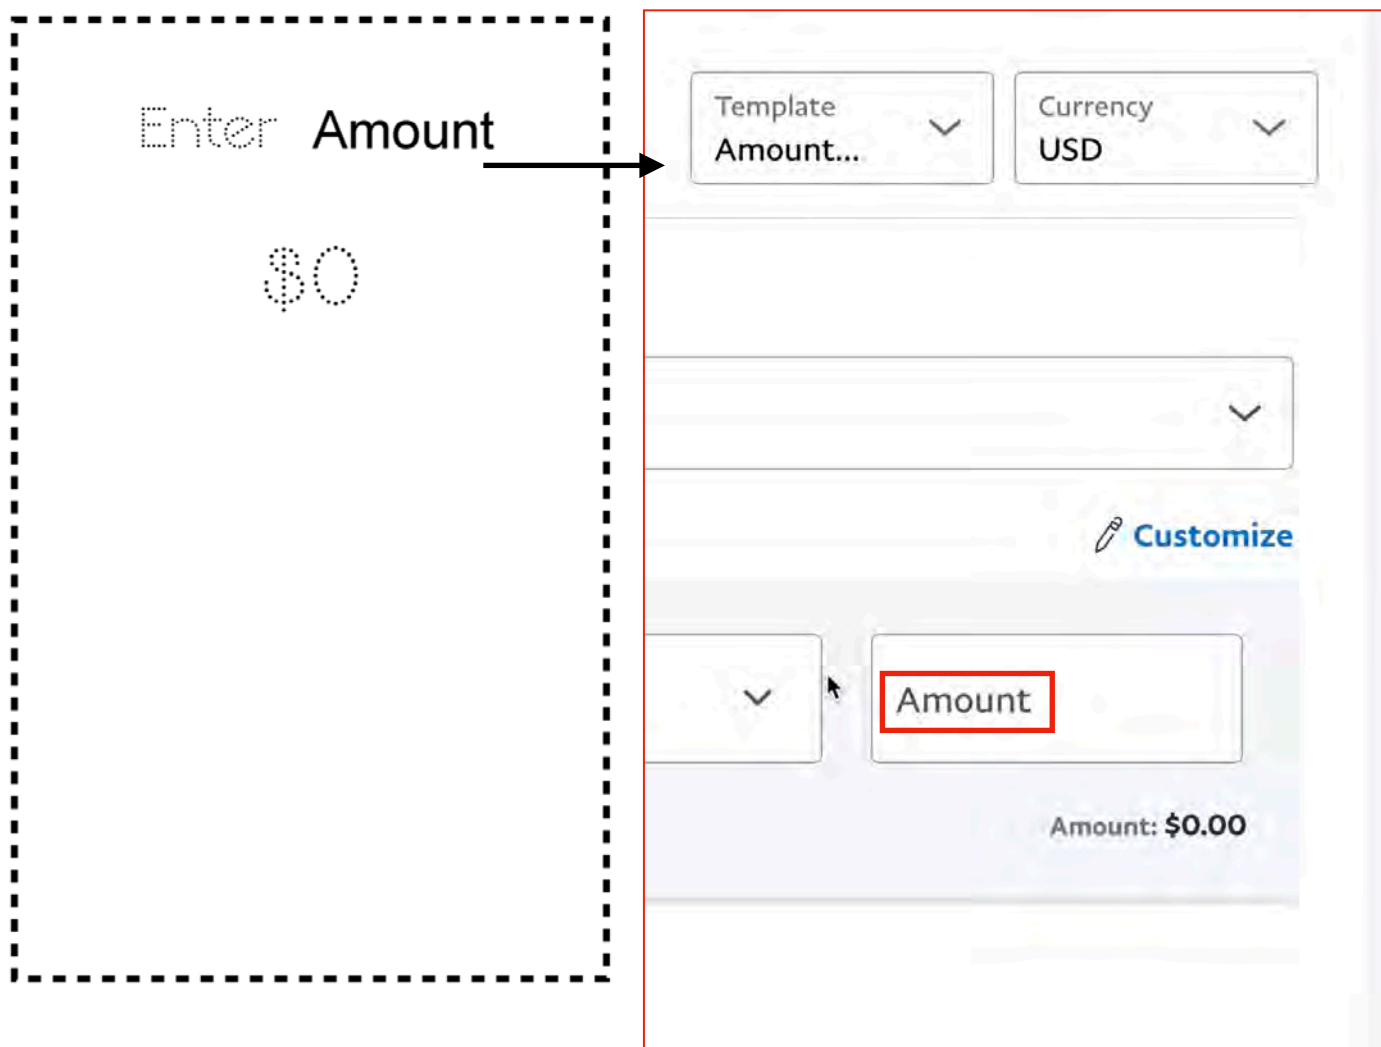 Enter Amount
$0
Template
Amount...
Currency
USD
Customize
Amount
Amount: $0.00